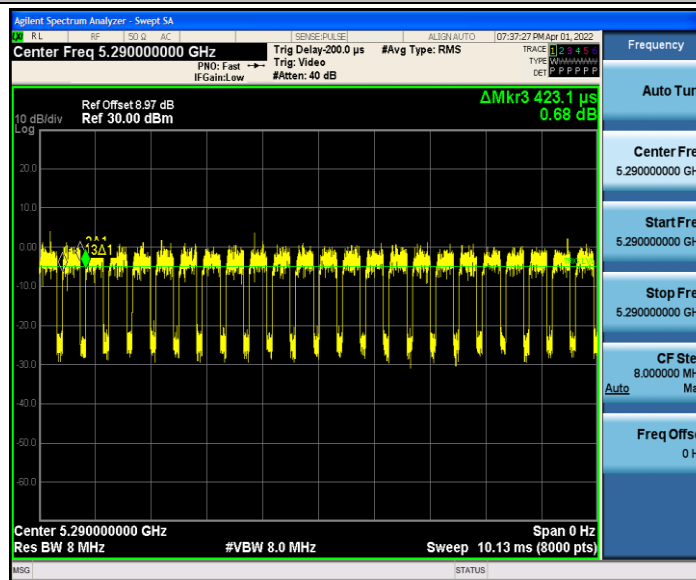 Agilent Spectrum Analyzer - Swept SA
RL RF 50 Ω AC SENSE:PULSE ALIGN AUTO 07:37:27 PM Apr 01, 2022
Center Freq 5.290000000 GHz
PNO: Fast
IFGain:Low
Trig Delay-200.0 µs
Trig: Video
#Atten: 40 dB
#Avg Type: RMS
TRACE 1 2 3 4 5 6
TYPE W
DET P P P P P P
ΔMkr3 423.1 µs
0.68 dB
Ref Offset 8.97 dB
10 dB/div Ref 30.00 dBm
Log
20.0
10.0
0.00
-10.0
-20.0
-30.0
-40.0
-50.0
-60.0
3Δ1
Center 5.290000000 GHz
Span 0 Hz
Res BW 8 MHz
#VBW 8.0 MHz
Sweep 10.13 ms (8000 pts)
MSG
STATUS
Frequency
Auto Tun
Center Fre
5.290000000 GH
Start Fre
5.290000000 GH
Stop Fre
5.290000000 GH
CF Ste
8.000000 MH
Auto Ma
Freq Offs
0 H